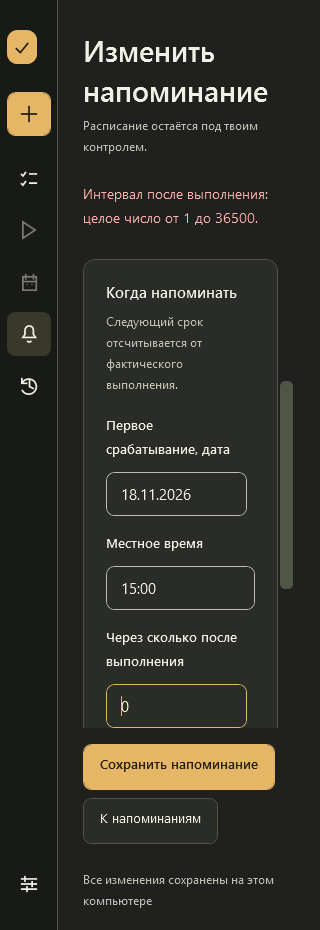 Изменить
напоминание
Расписание остаётся под твоим
контролем.
Интервал после выполнения:
целое число от 1 до 36500.
Когда напоминать
Следующий срок
отсчитывается от
фактического
выполнения.
Первое
срабатывание, дата
18.11.2026
Местное время
15:00
Через сколько после
выполнения
0
Сохранить напоминание
К напоминаниям
Все изменения сохранены на этом
компьютере